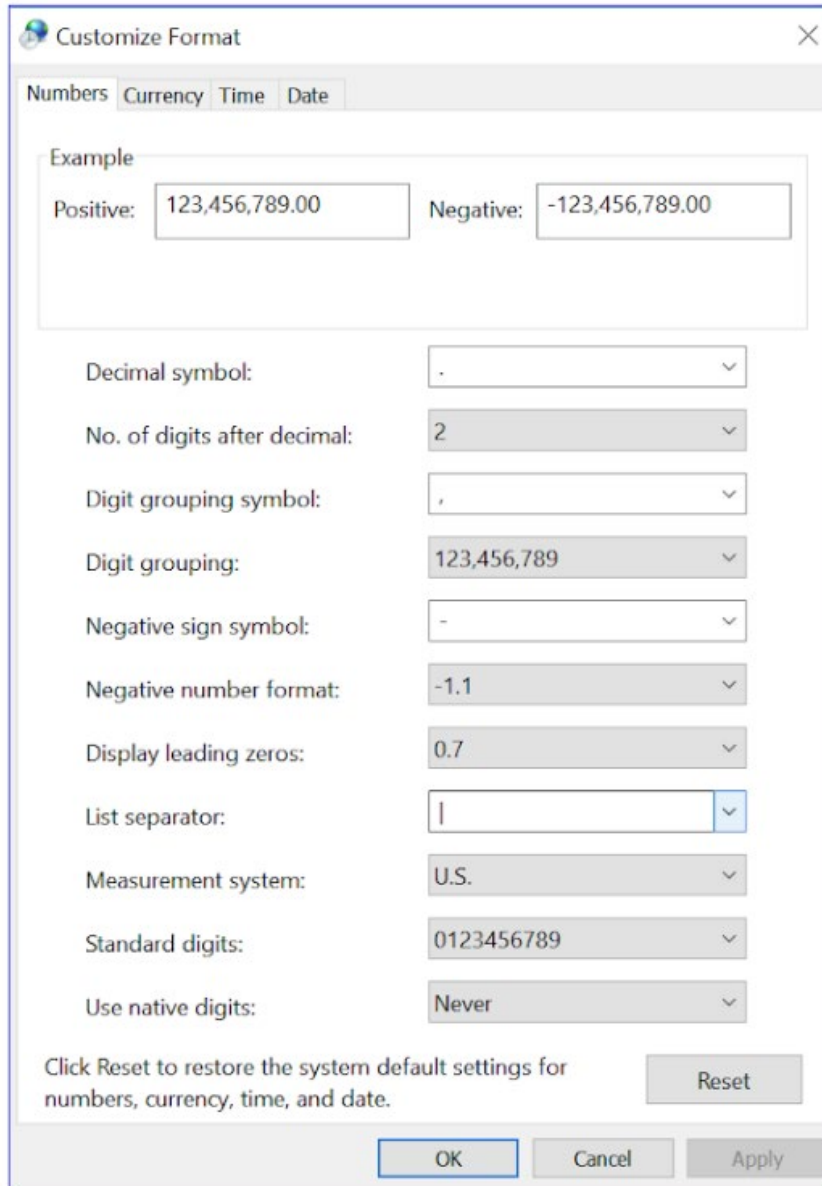 Customize Format
Numbers Currency Time Date
Example
Positive: 123,456,789.00 Negative: -123,456,789.00
Decimal symbol: .
No. of digits after decimal: 2
Digit grouping symbol: ,
Digit grouping: 123,456,789
Negative sign symbol: -
Negative number format: -1.1
Display leading zeros: 0.7
List separator: |
Measurement system: U.S.
Standard digits: 0123456789
Use native digits: Never
Click Reset to restore the system default settings for
numbers, currency, time, and date.
Reset
OK Cancel Apply